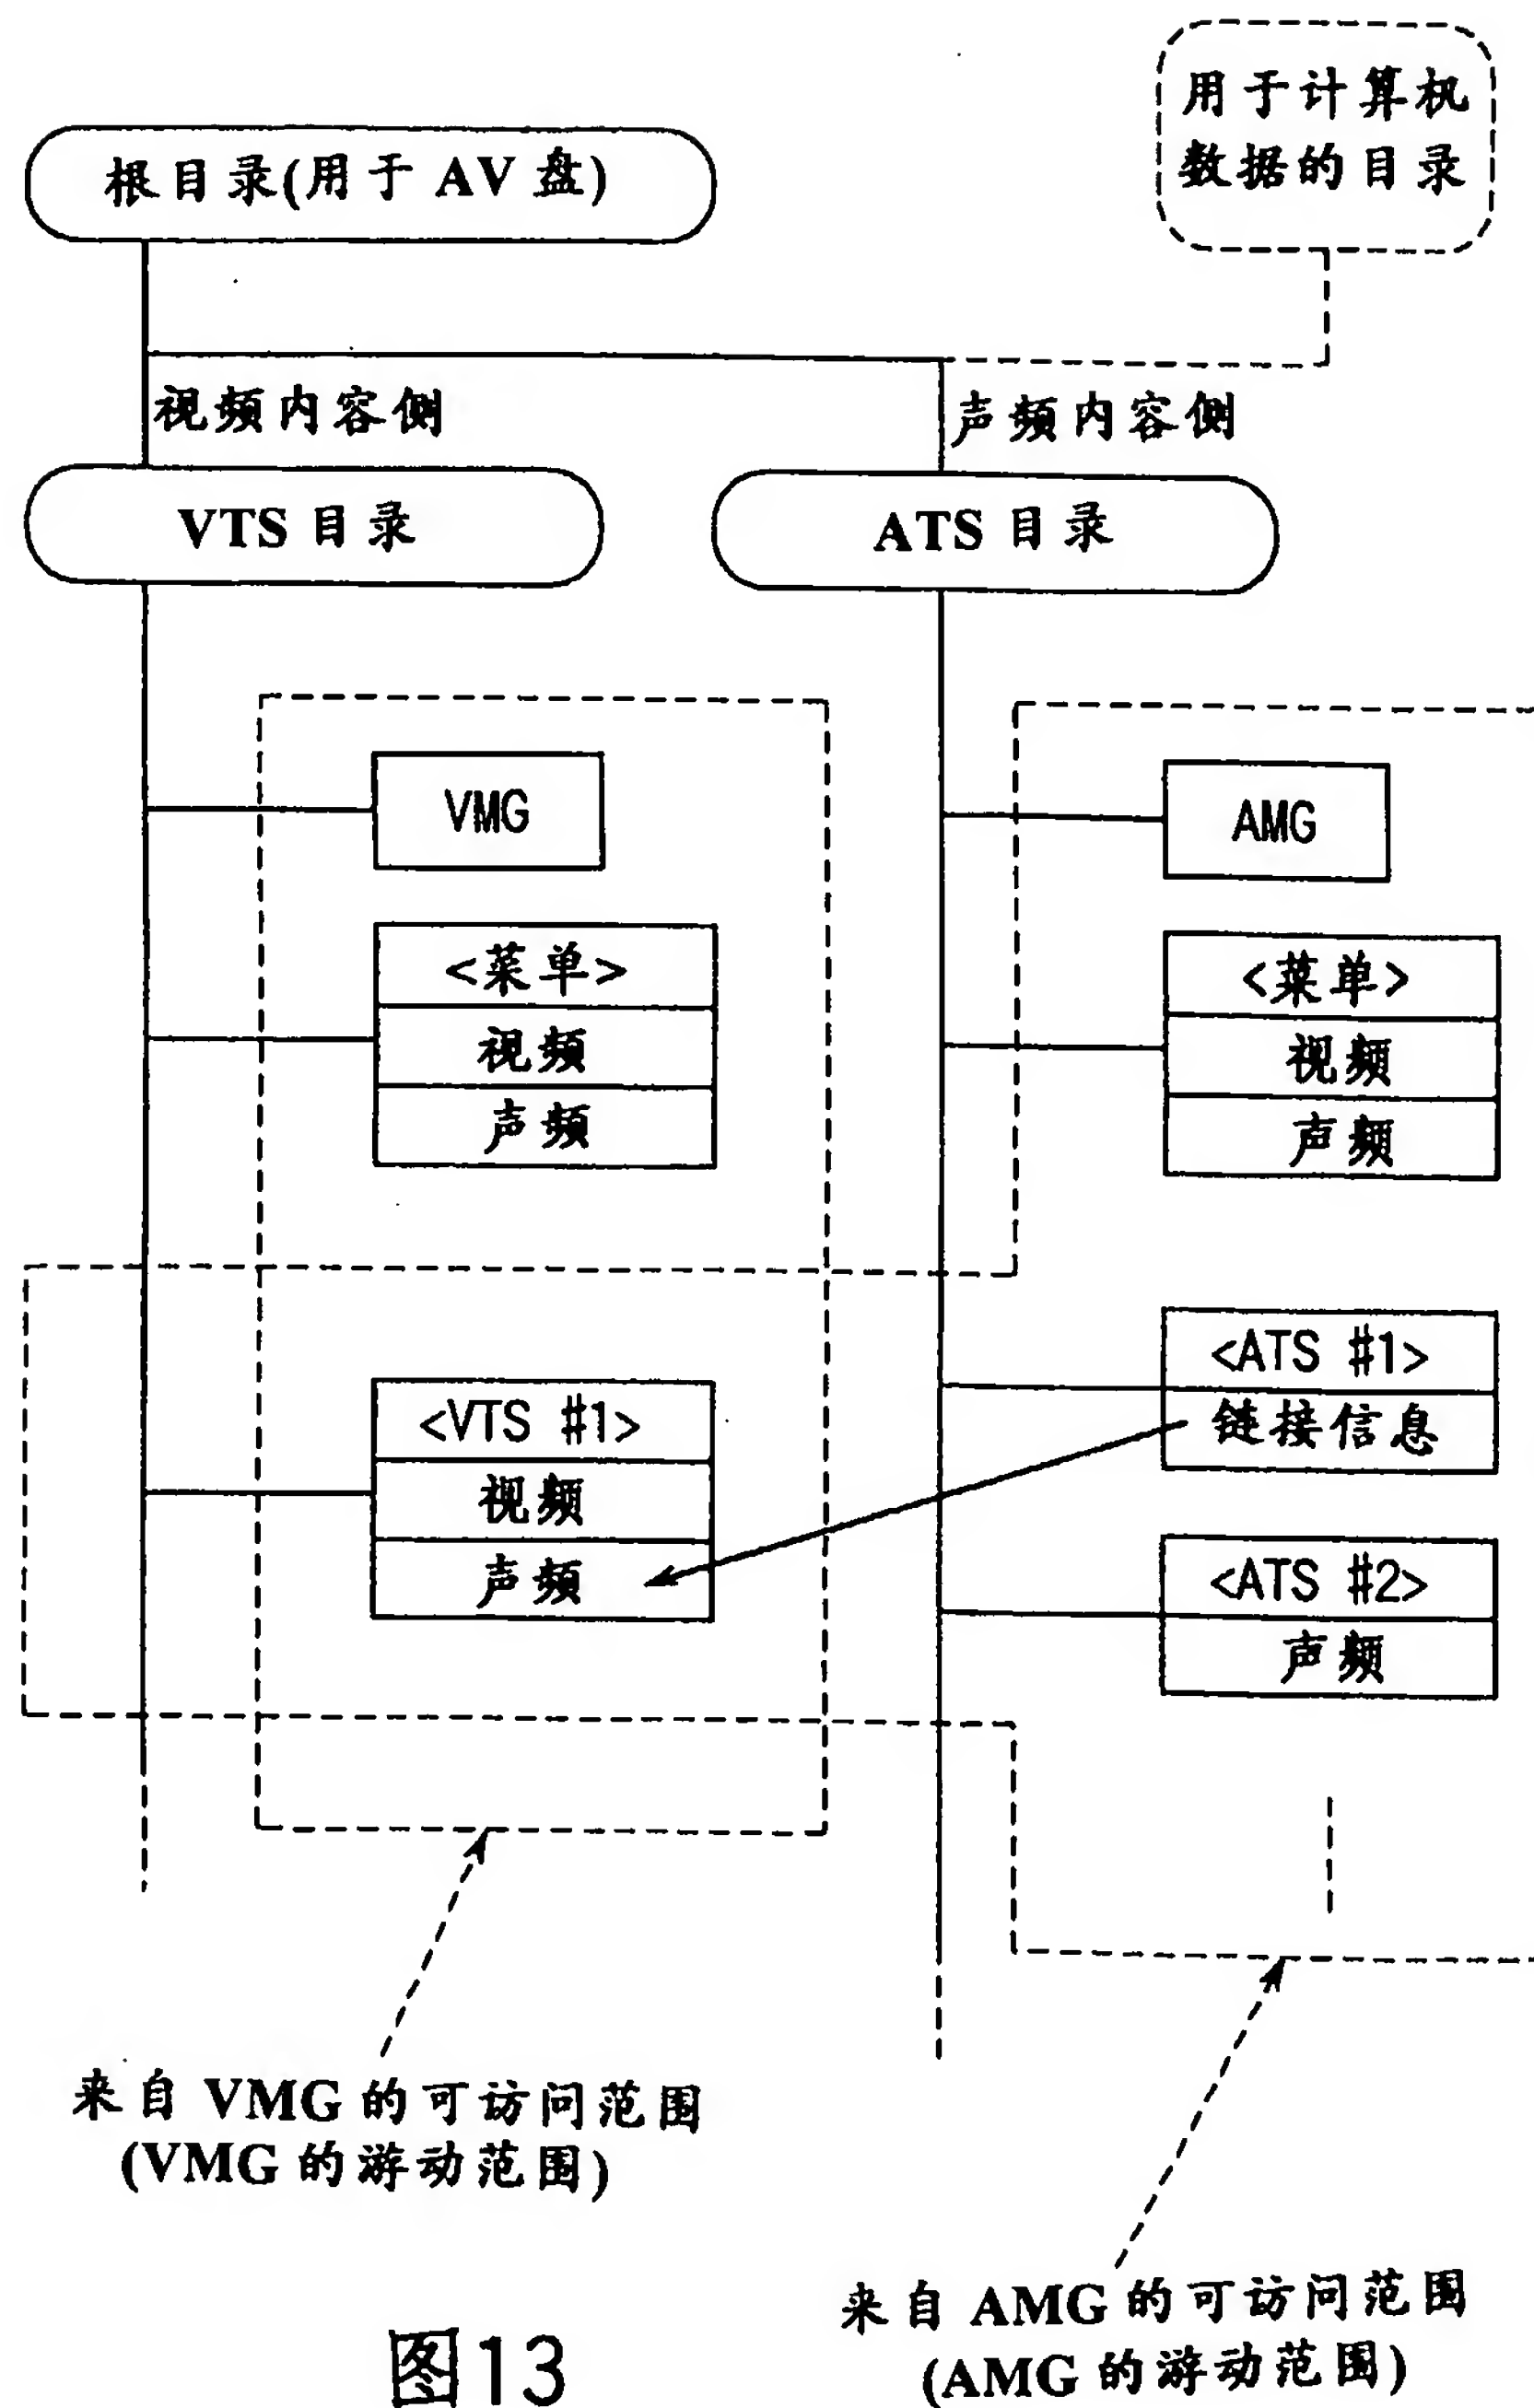 用于计算机
数据的目录
根目录(用于 AV 盘)
视频内容侧
声频内容侧
VTS 目录
ATS 目录
VMG
<菜单>
视频
声频
<VTS #1>
视频
声频
AMG
<菜单>
视频
声频
<ATS #1>
链接信息
<ATS #2>
声频
来自 VMG 的可访问范围
(VMG 的游动范围)
来自 AMG 的可访问范围
(AMG 的游动范围)
图13